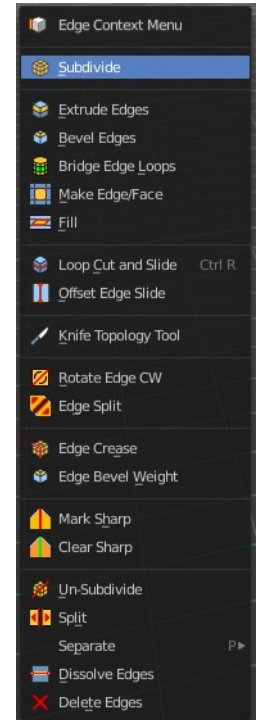 Edge Context Menu
Subdivide
Extrude Edges
Bevel Edges
Bridge Edge Loops
Make Edge/Face
Fill
Loop Cut and Slide Ctrl R
Offset Edge Slide
Knife Topology Tool
Rotate Edge CW
Edge Split
Edge Crease
Edge Bevel Weight
Mark Sharp
Clear Sharp
Un-Subdivide
Split
Separate P▶
Dissolve Edges
Delete Edges